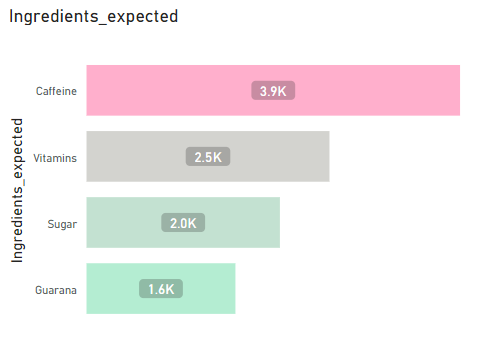 Ingredients_expected
Ingredients_expected
Caffeine 3.9K
Vitamins 2.5K
Sugar 2.0K
Guarana 1.6K